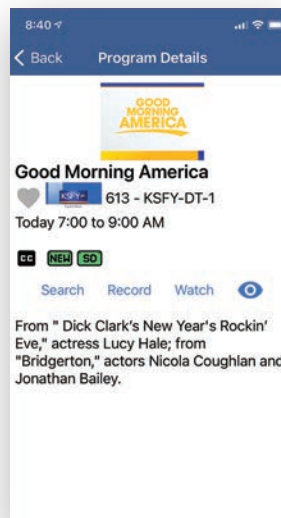 8:40
Back Program Details
GOOD
MORNING
AMERICA
Good Morning America
KSFY 613 - KSFY-DT-1
Today 7:00 to 9:00 AM
CC NEW SD
Search Record Watch
From " Dick Clark's New Year's Rockin'
Eve," actress Lucy Hale; from
"Bridgerton," actors Nicola Coughlan and
Jonathan Bailey.